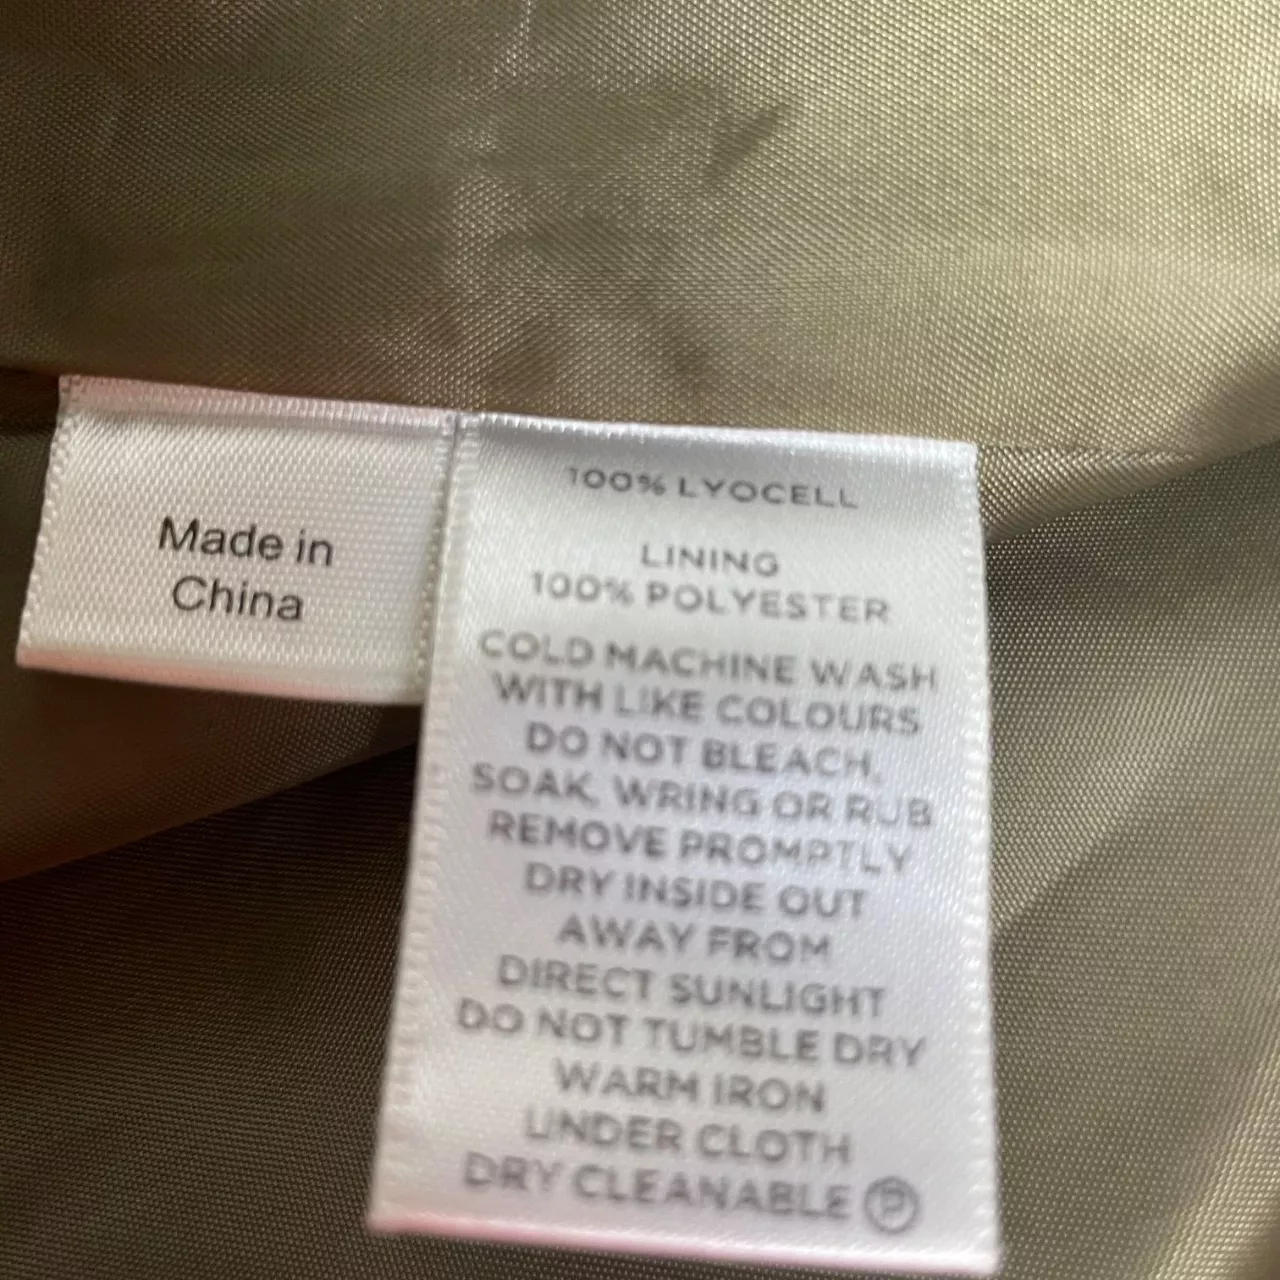 Made in
China
100% LYOCELL
LINING
100% POLYESTER
COLD MACHINE WASH
WITH LIKE COLOURS
DO NOT BLEACH,
SOAK, WRING OR RUB
REMOVE PROMPTLY
DRY INSIDE OUT
AWAY FROM
DIRECT SUNLIGHT
DO NOT TUMBLE DRY
WARM IRON
UNDER CLOTH
DRY CLEANABLE Ⓟ